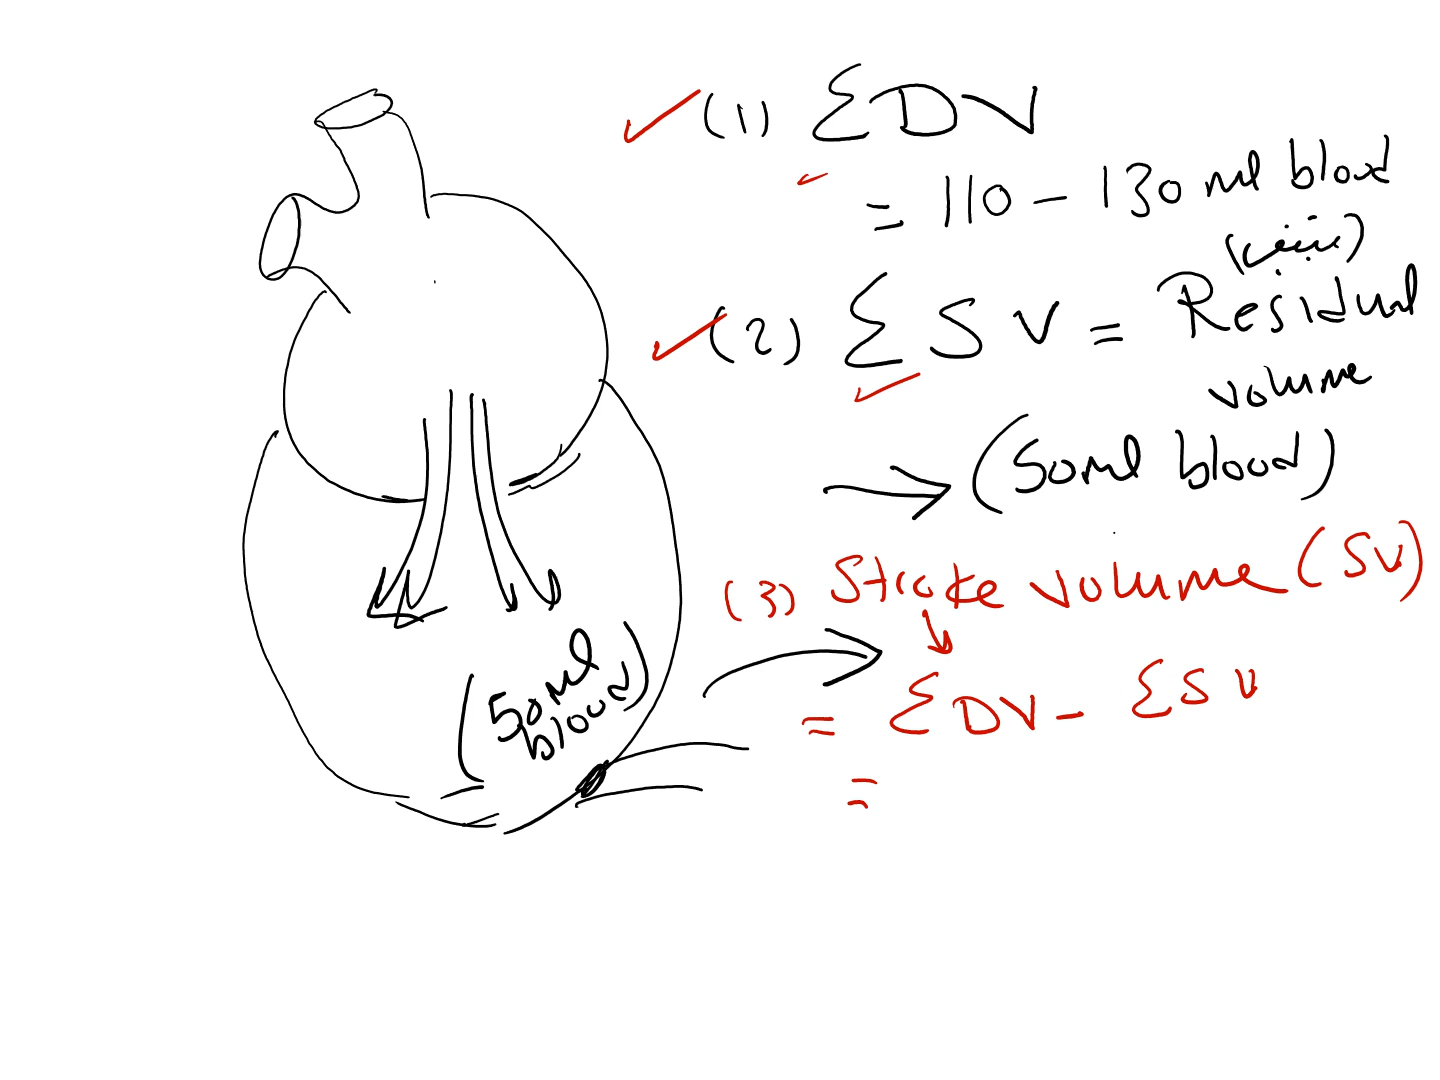 (1) EDV
= 110 - 130 ml blood
(2) ESV = Residual
volume
(50ml blood)
(3) Stroke volume (SV)
= EDV - ESV
=
(50ml
blood)